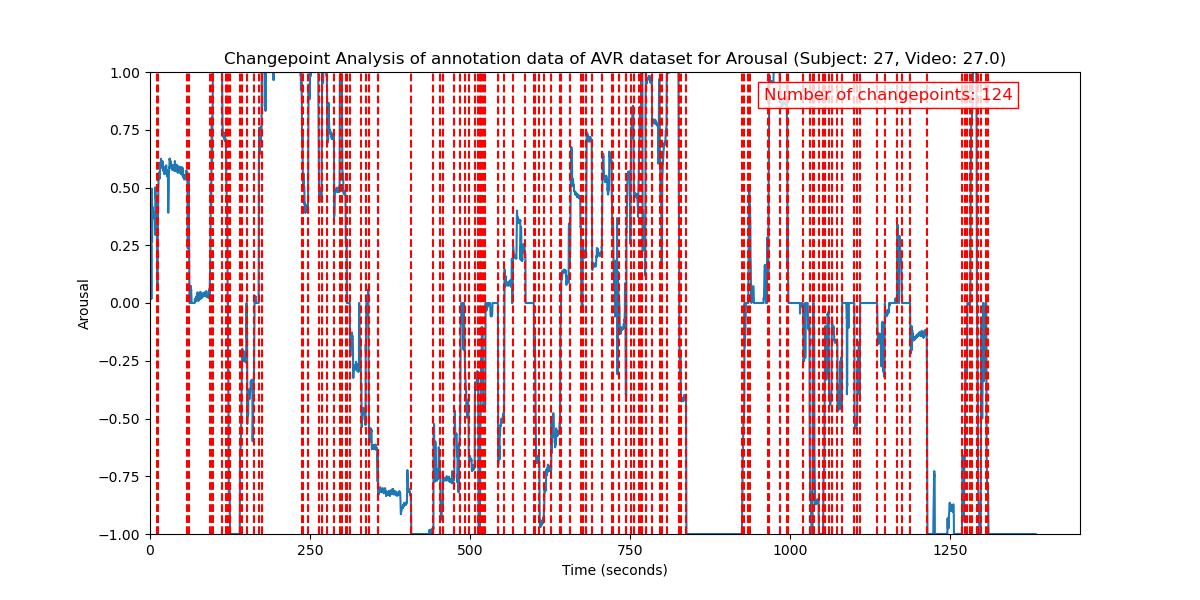 Changepoint Analysis of annotation data of AVR dataset for Arousal (Subject: 27, Video: 27.0)
Number of changepoints: 124
Arousal
1.00
0.75
0.50
0.25
0.00
−0.25
−0.50
−0.75
−1.00
0 250 500 750 1000 1250
Time (seconds)